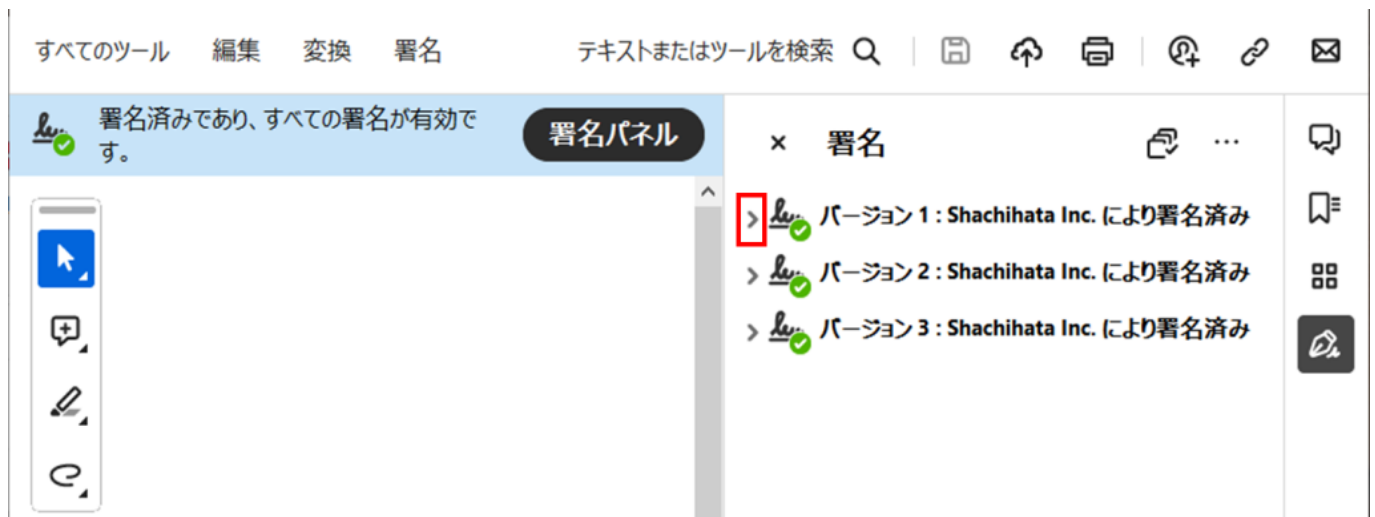 すべてのツール 編集 変換 署名 テキストまたはツールを検索
署名済みであり、すべての署名が有効で
す。
署名パネル
署名
バージョン 1 : Shachihata Inc. により署名済み
バージョン 2 : Shachihata Inc. により署名済み
バージョン 3 : Shachihata Inc. により署名済み